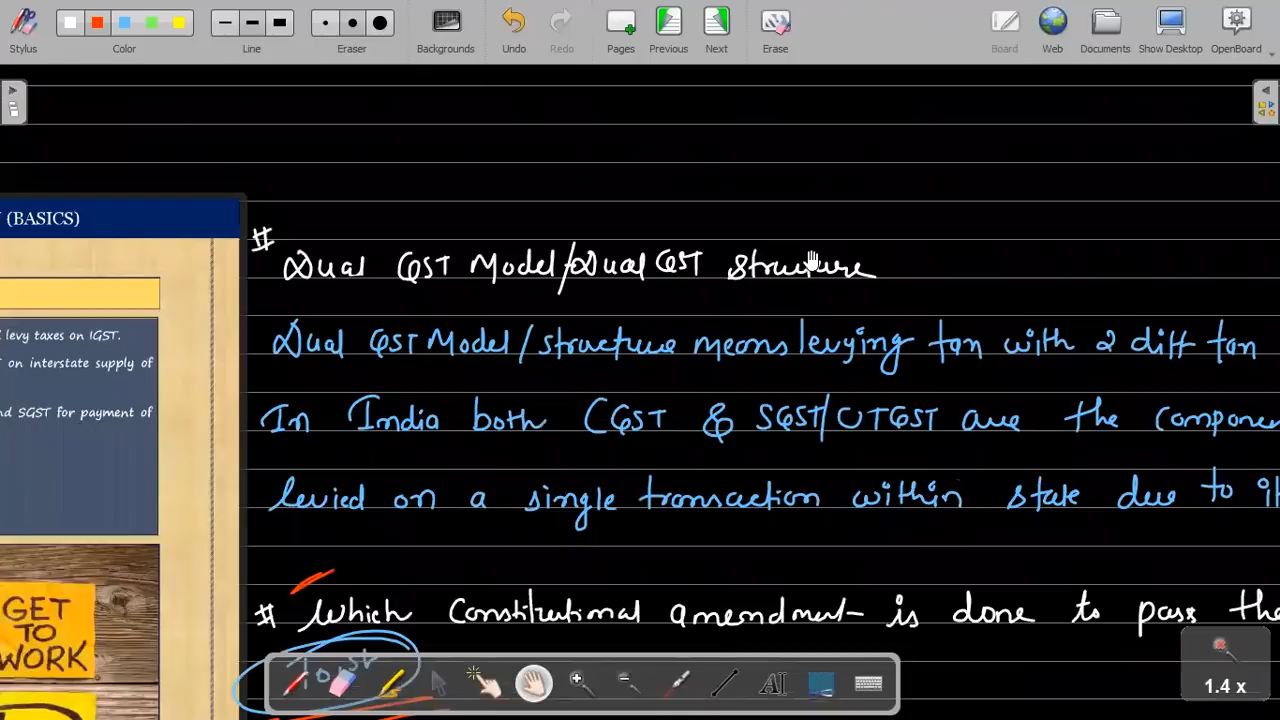 Stylus Color Line Eraser Backgrounds Undo Redo Pages Previous Next Erase Board Web Documents Show Desktop OpenBoard
(BASICS)
levy taxes on IGST.
on interstate supply of
nd SGST for payment of
GET
TO
WORK
# Dual GST Model/Dual GST Structure
Dual GST Model/structure means levying tax with 2 diff tax
In India both CGST & SGST/UTGST are the compone
levied on a single transaction within state due to it
# Which Constitutional amendment is done to pass the
1.4 x